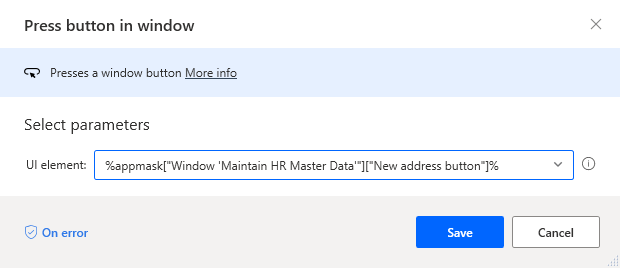 Press button in window
Presses a window button More info
Select parameters
UI element: %appmask["Window 'Maintain HR Master Data'"]["New address button"]%
On error Save Cancel